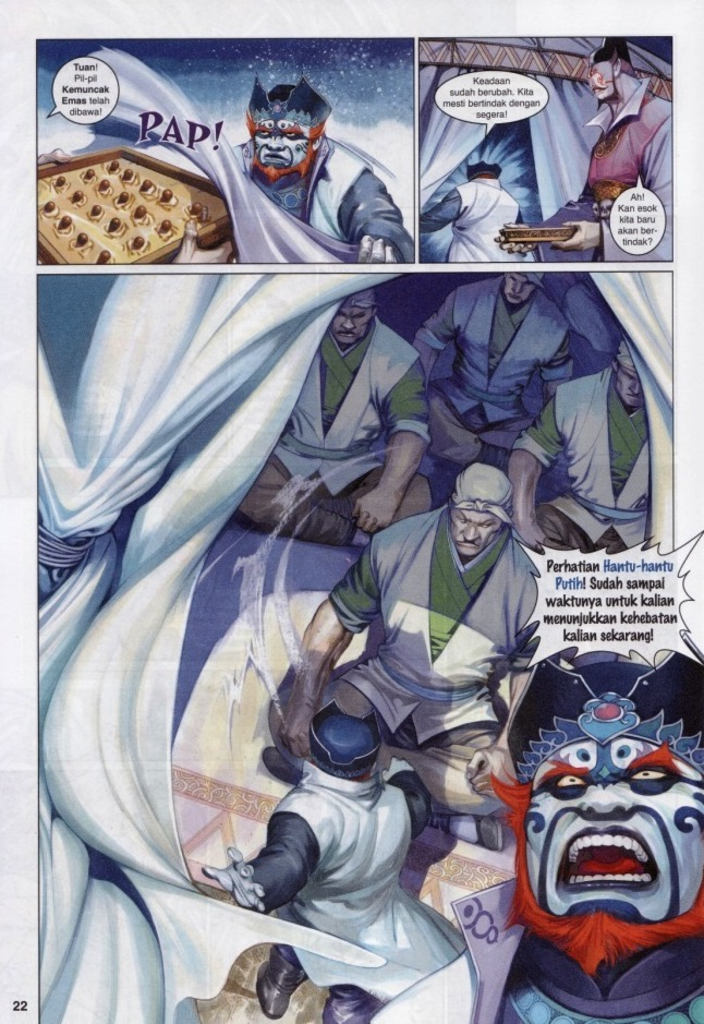 Tuan!
Pil-pil
Kemuncak
Emas telah
dibawa!
PAP!
Keadaan
sudah berubah. Kita
mesti bertindak dengan
segera!
Ah!
Kan esok
kita baru
akan ber-
tindak?
Perhatian Hantu-hantu
Putih! Sudah sampai
waktunya untuk kalian
menunjukkan kehebatan
kalian sekarang!
22